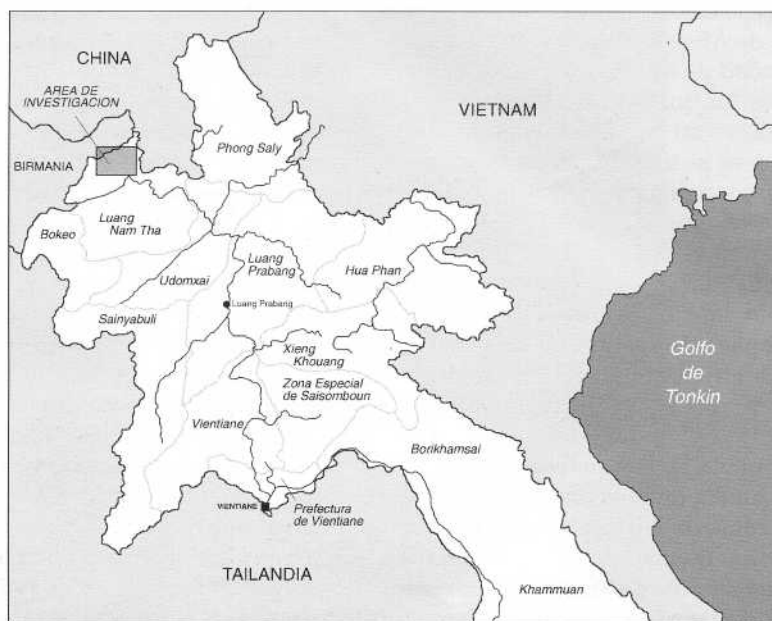 CHINA
AREA DE
INVESTIGACION
VIETNAM
BIRMANIA
Phong Saly
Luang
Nam Tha
Bokeo
Luang
Prabang
Hua Phan
Udomxai
Luang Prabang
Sainyabuli
Xieng
Khouang
Golfo
de
Tonkin
Zona Especial
de Saisomboun
Vientiane
Borikhamsai
VIENTIANE
Prefectura
de Vientiane
TAILANDIA
Khammuan